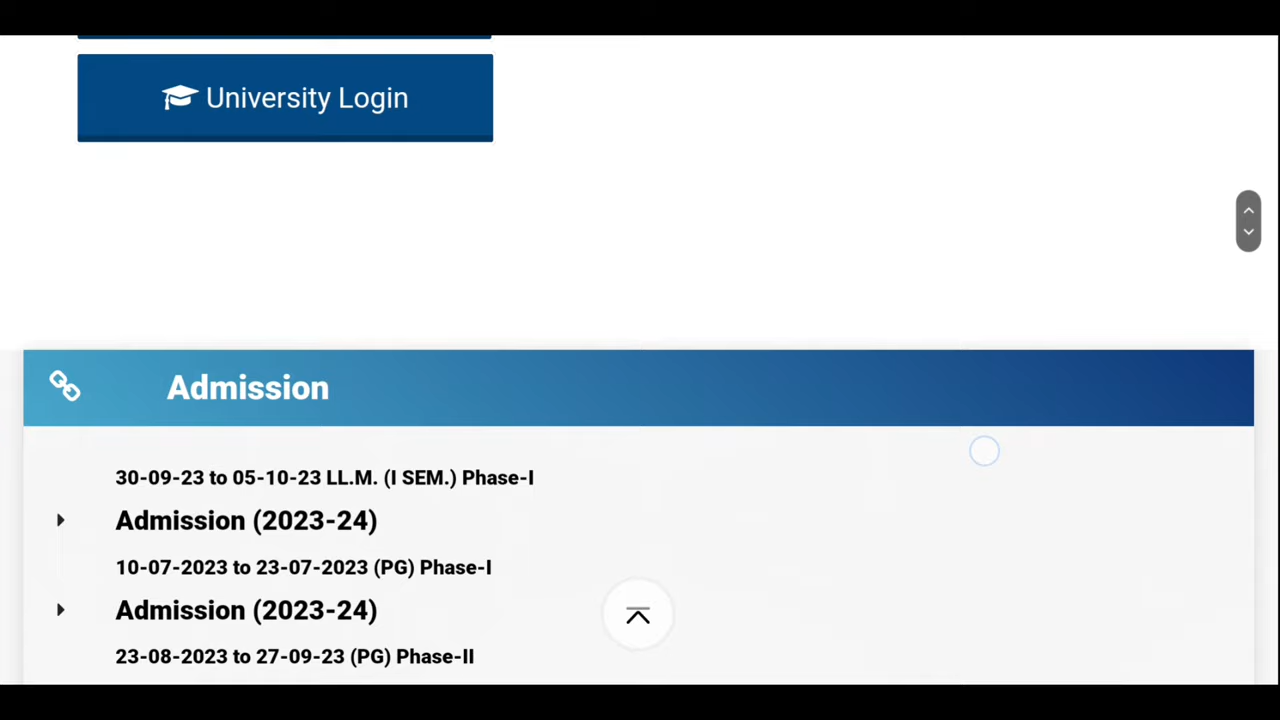 University Login
Admission
30-09-23 to 05-10-23 LL.M. (I SEM.) Phase-I
Admission (2023-24)
10-07-2023 to 23-07-2023 (PG) Phase-I
Admission (2023-24)
23-08-2023 to 27-09-23 (PG) Phase-II